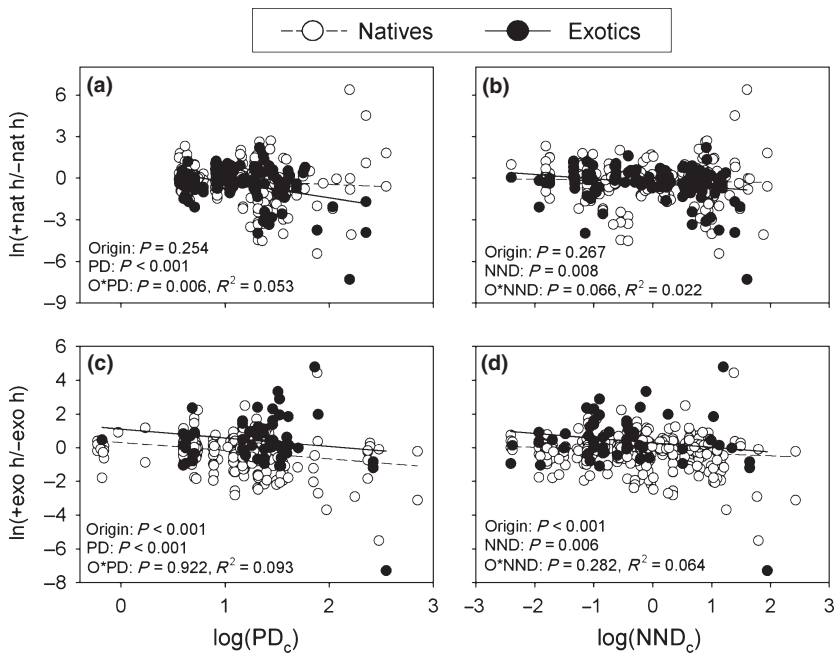 Natives Exotics
(a)
(b)
ln(+nat h/−nat h)
6
3
0
−3
−6
−9
Origin: P = 0.254
PD: P < 0.001
O*PD: P = 0.006, R² = 0.053
Origin: P = 0.267
NND: P = 0.008
O*NND: P = 0.066, R² = 0.022
(c)
(d)
ln(+exo h/−exo h)
6
4
2
0
−2
−4
−6
−8
Origin: P < 0.001
PD: P < 0.001
O*PD: P = 0.922, R² = 0.093
Origin: P < 0.001
NND: P = 0.006
O*NND: P = 0.282, R² = 0.064
0 1 2 3
−3 −2 −1 0 1 2 3
log(PDc)
log(NNDc)